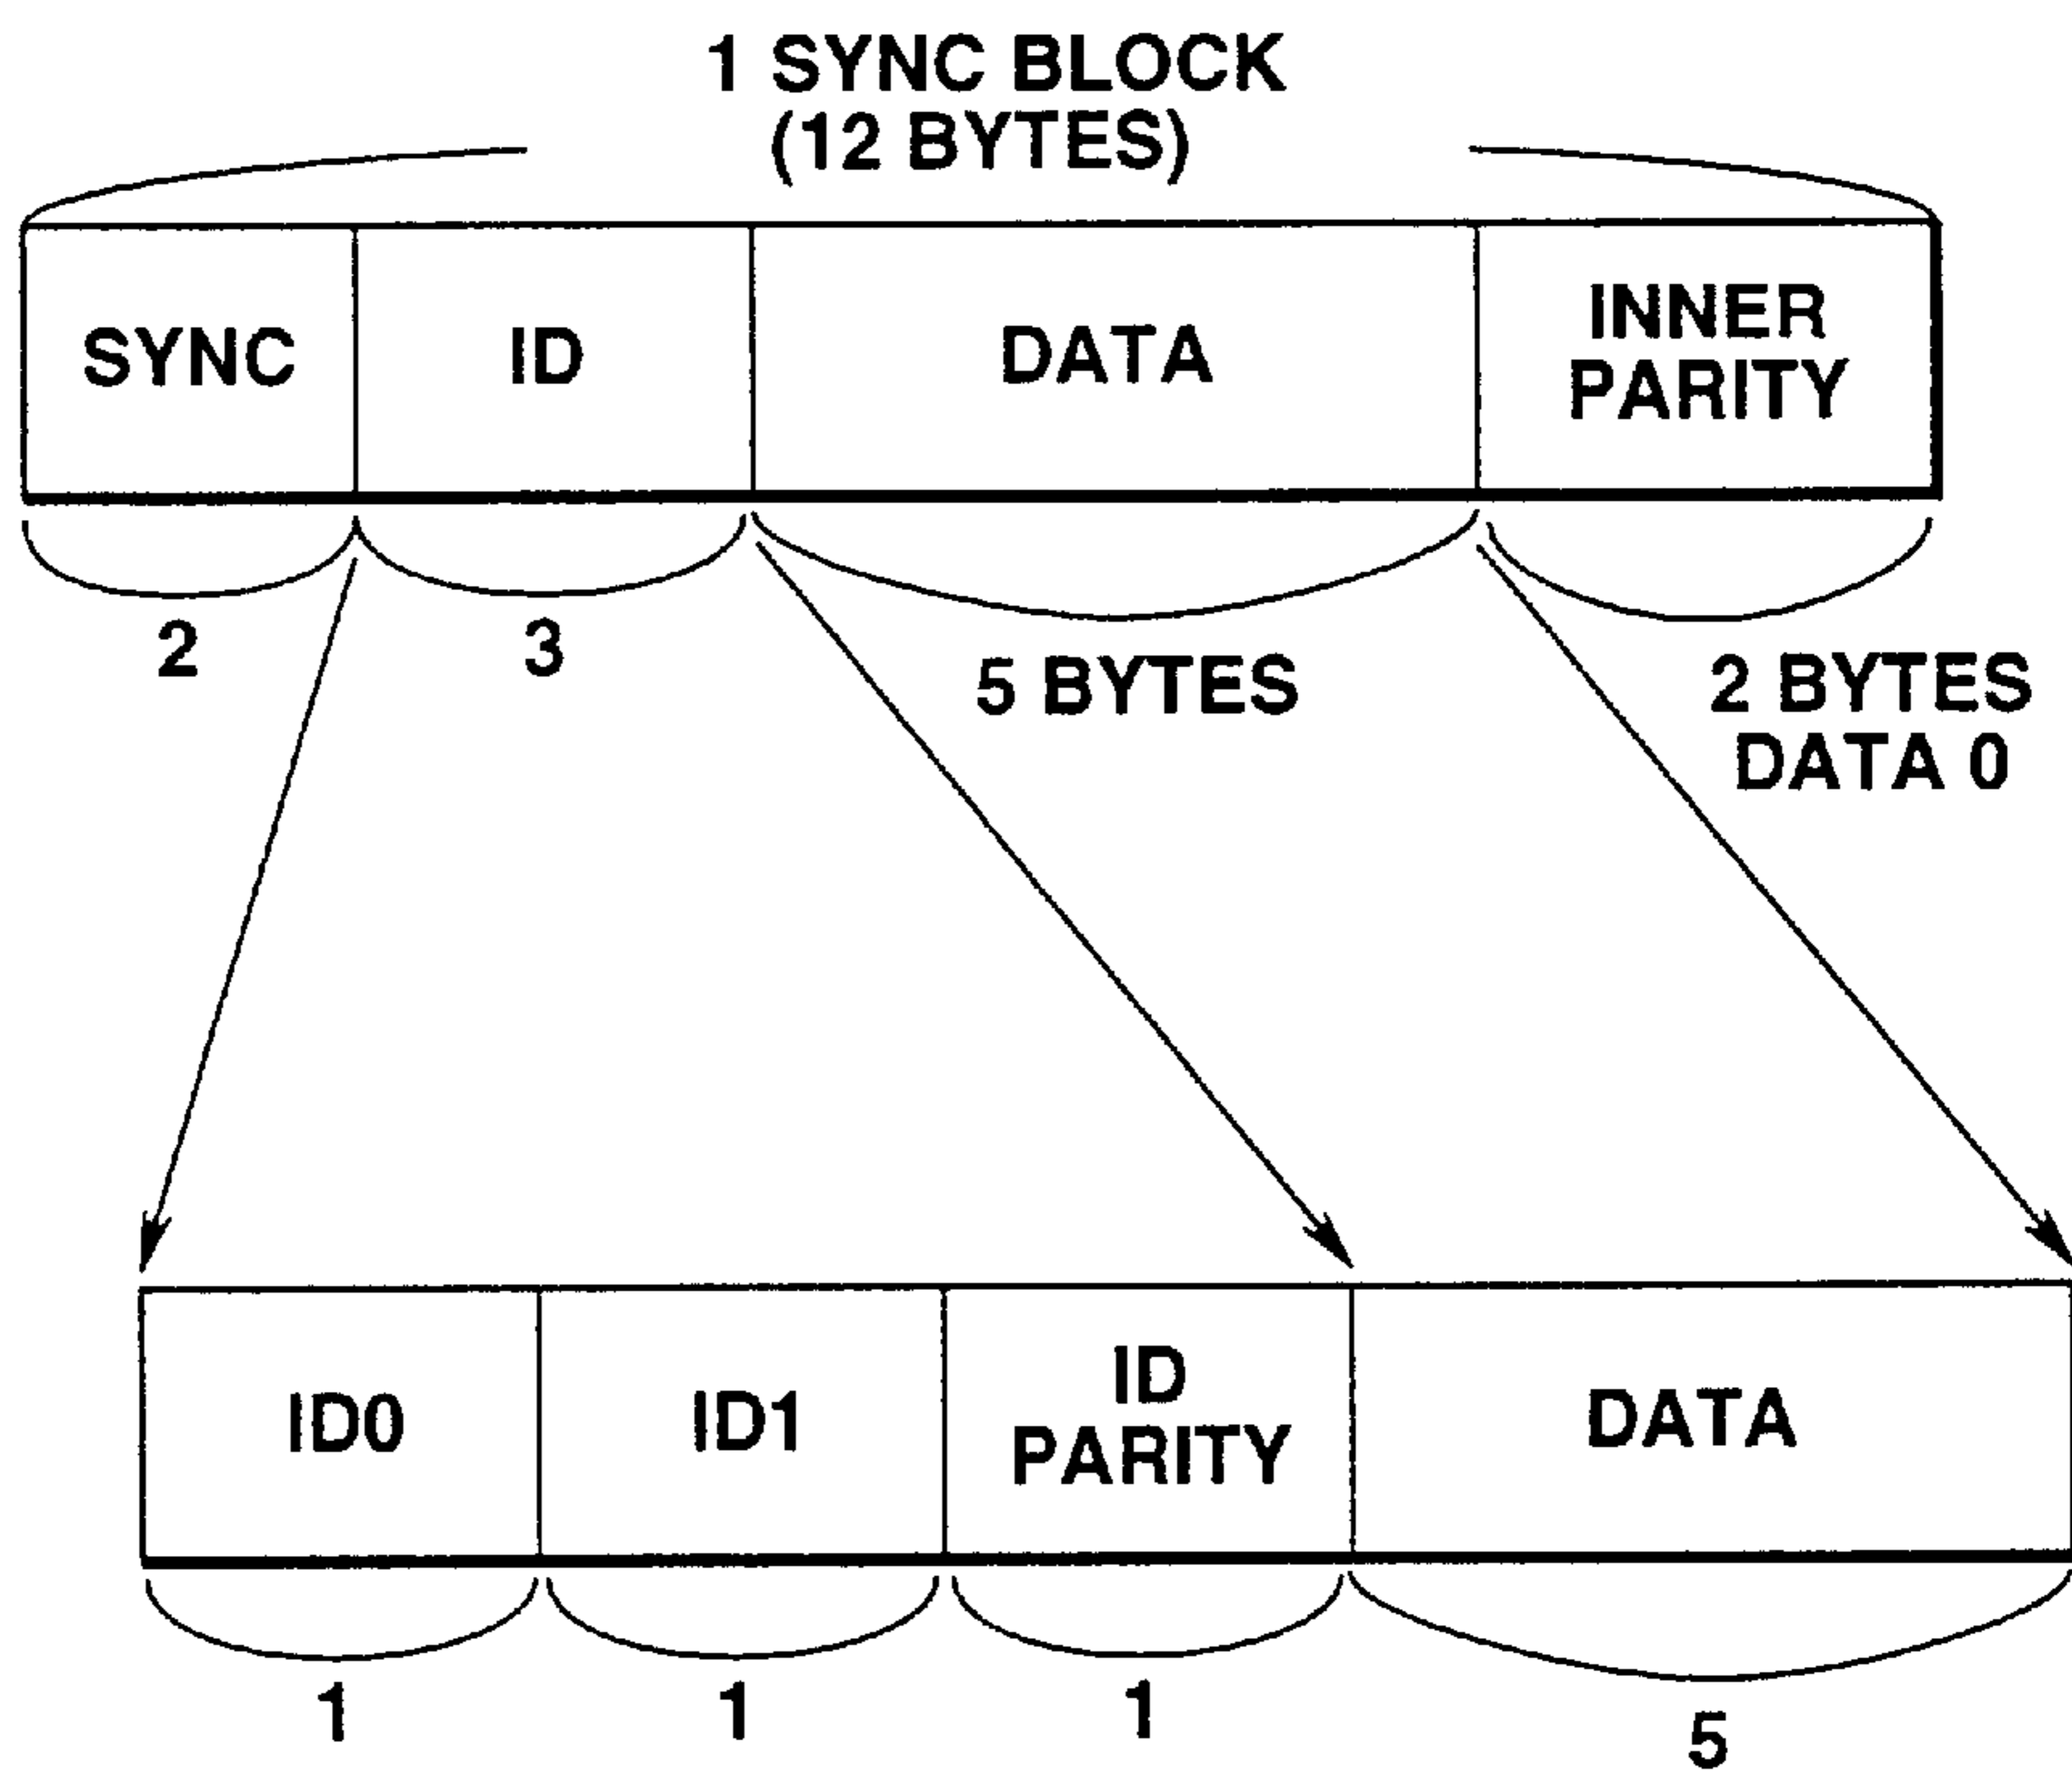 1 SYNC BLOCK
(12 BYTES)
SYNC
ID
DATA
INNER
PARITY
2
3
5 BYTES
2 BYTES
DATA 0
ID0
ID1
ID
PARITY
DATA
1
1
1
5